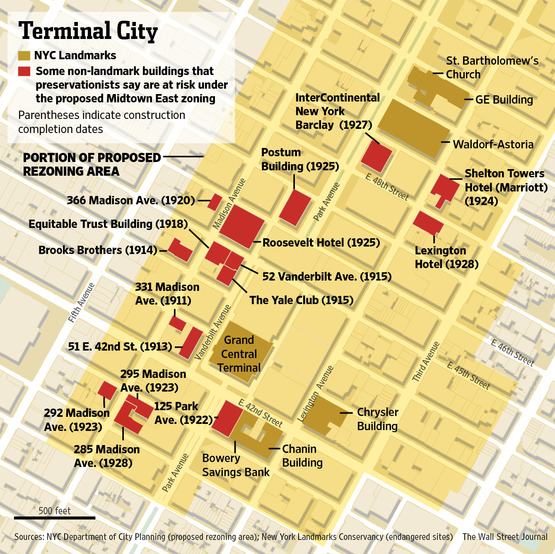 Terminal City
NYC Landmarks
Some non-landmark buildings that
preservationists say are at risk under
the proposed Midtown East zoning
Parentheses indicate construction
completion dates
PORTION OF PROPOSED
REZONING AREA
St. Bartholomew's
Church
GE Building
InterContinental
New York
Barclay (1927)
Waldorf-Astoria
Postum
Building (1925)
E. 48th Street
Shelton Towers
Hotel (Marriott)
(1924)
366 Madison Ave. (1920)
Madison Avenue
Park Avenue
Equitable Trust Building (1918)
Roosevelt Hotel (1925)
Brooks Brothers (1914)
Lexington
Hotel (1928)
52 Vanderbilt Ave. (1915)
331 Madison
Ave. (1911)
The Yale Club (1915)
Fifth Avenue
Vanderbilt Avenue
51 E. 42nd St. (1913)
Grand
Central
Terminal
Third Avenue
E. 46th Street
E. 45th Street
295 Madison
Ave. (1923)
Lexington Avenue
292 Madison
Ave. (1923)
125 Park
Ave. (1922)
E. 42nd Street
Chrysler
Building
285 Madison
Ave. (1928)
Park Avenue
Bowery
Savings Bank
Chanin
Building
500 feet
Sources: NYC Department of City Planning (proposed rezoning area); New York Landmarks Conservancy (endangered sites)
The Wall Street Journal